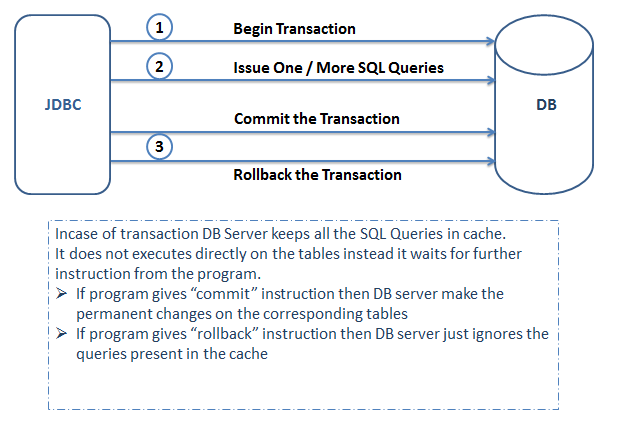 1 Begin Transaction
2 Issue One / More SQL Queries
JDBC
DB
Commit the Transaction
3
Rollback the Transaction
Incase of transaction DB Server keeps all the SQL Queries in cache.
It does not executes directly on the tables instead it waits for further
instruction from the program.
➢ If program gives “commit” instruction then DB server make the
permanent changes on the corresponding tables
➢ If program gives “rollback” instruction then DB server just ignores the
queries present in the cache